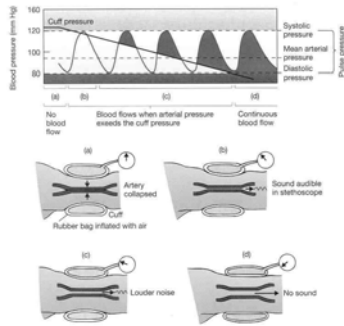 160
140
120
100
80
60
Blood pressure (mm Hg)
Cuff pressure
Systolic
pressure
Mean arterial
pressure
Diastolic
pressure
Pulse pressure
(a)
(b)
(c)
(d)
No
blood
flow
Blood flows when arterial pressure
exeeds the cuff pressure
Continuous
blood flow
(a)
Artery
collapsed
Cuff
Rubber bag inflated with air
(b)
Sound audible
in stethoscope
(c)
Louder noise
(d)
No sound